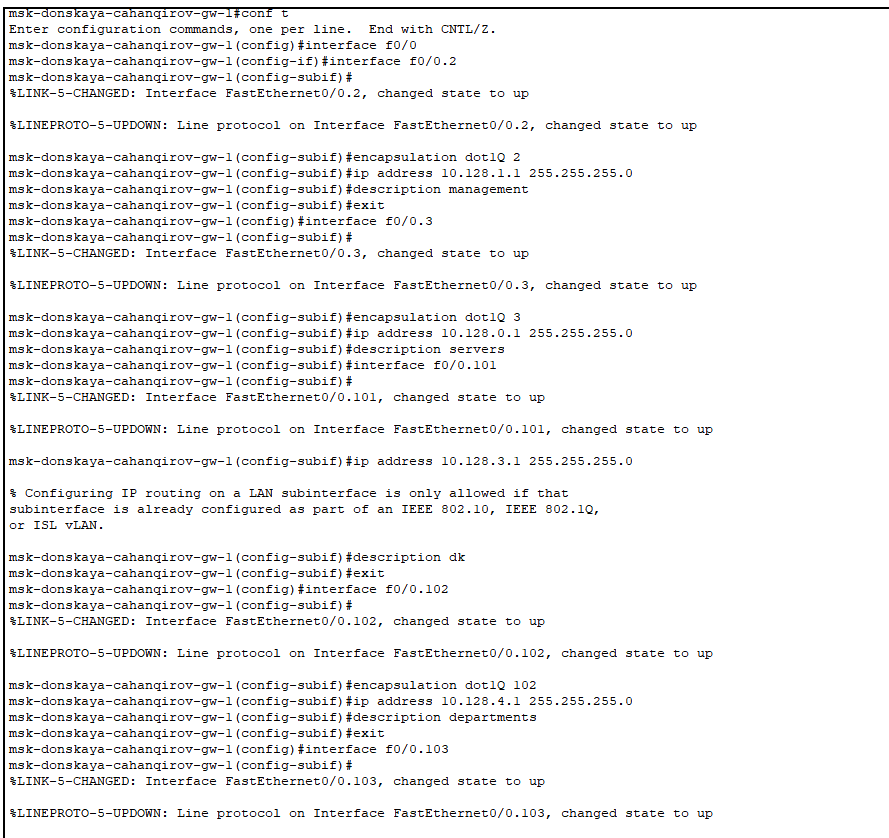 msk-donskaya-cahanqirov-gw-1#conf t
Enter configuration commands, one per line.  End with CNTL/Z.
msk-donskaya-cahanqirov-gw-1(config)#interface f0/0
msk-donskaya-cahanqirov-gw-1(config-if)#interface f0/0.2
msk-donskaya-cahanqirov-gw-1(config-subif)#
%LINK-5-CHANGED: Interface FastEthernet0/0.2, changed state to up
%LINEPROTO-5-UPDOWN: Line protocol on Interface FastEthernet0/0.2, changed state to up
msk-donskaya-cahanqirov-gw-1(config-subif)#encapsulation dot1Q 2
msk-donskaya-cahanqirov-gw-1(config-subif)#ip address 10.128.1.1 255.255.255.0
msk-donskaya-cahanqirov-gw-1(config-subif)#description management
msk-donskaya-cahanqirov-gw-1(config-subif)#exit
msk-donskaya-cahanqirov-gw-1(config)#interface f0/0.3
msk-donskaya-cahanqirov-gw-1(config-subif)#
%LINK-5-CHANGED: Interface FastEthernet0/0.3, changed state to up
%LINEPROTO-5-UPDOWN: Line protocol on Interface FastEthernet0/0.3, changed state to up
msk-donskaya-cahanqirov-gw-1(config-subif)#encapsulation dot1Q 3
msk-donskaya-cahanqirov-gw-1(config-subif)#ip address 10.128.0.1 255.255.255.0
msk-donskaya-cahanqirov-gw-1(config-subif)#description servers
msk-donskaya-cahanqirov-gw-1(config-subif)#interface f0/0.101
msk-donskaya-cahanqirov-gw-1(config-subif)#
%LINK-5-CHANGED: Interface FastEthernet0/0.101, changed state to up
%LINEPROTO-5-UPDOWN: Line protocol on Interface FastEthernet0/0.101, changed state to up
msk-donskaya-cahanqirov-gw-1(config-subif)#ip address 10.128.3.1 255.255.255.0
% Configuring IP routing on a LAN subinterface is only allowed if that
subinterface is already configured as part of an IEEE 802.10, IEEE 802.1Q,
or ISL vLAN.
msk-donskaya-cahanqirov-gw-1(config-subif)#description dk
msk-donskaya-cahanqirov-gw-1(config-subif)#exit
msk-donskaya-cahanqirov-gw-1(config)#interface f0/0.102
msk-donskaya-cahanqirov-gw-1(config-subif)#
%LINK-5-CHANGED: Interface FastEthernet0/0.102, changed state to up
%LINEPROTO-5-UPDOWN: Line protocol on Interface FastEthernet0/0.102, changed state to up
msk-donskaya-cahanqirov-gw-1(config-subif)#encapsulation dot1Q 102
msk-donskaya-cahanqirov-gw-1(config-subif)#ip address 10.128.4.1 255.255.255.0
msk-donskaya-cahanqirov-gw-1(config-subif)#description departments
msk-donskaya-cahanqirov-gw-1(config-subif)#exit
msk-donskaya-cahanqirov-gw-1(config)#interface f0/0.103
msk-donskaya-cahanqirov-gw-1(config-subif)#
%LINK-5-CHANGED: Interface FastEthernet0/0.103, changed state to up
%LINEPROTO-5-UPDOWN: Line protocol on Interface FastEthernet0/0.103, changed state to up